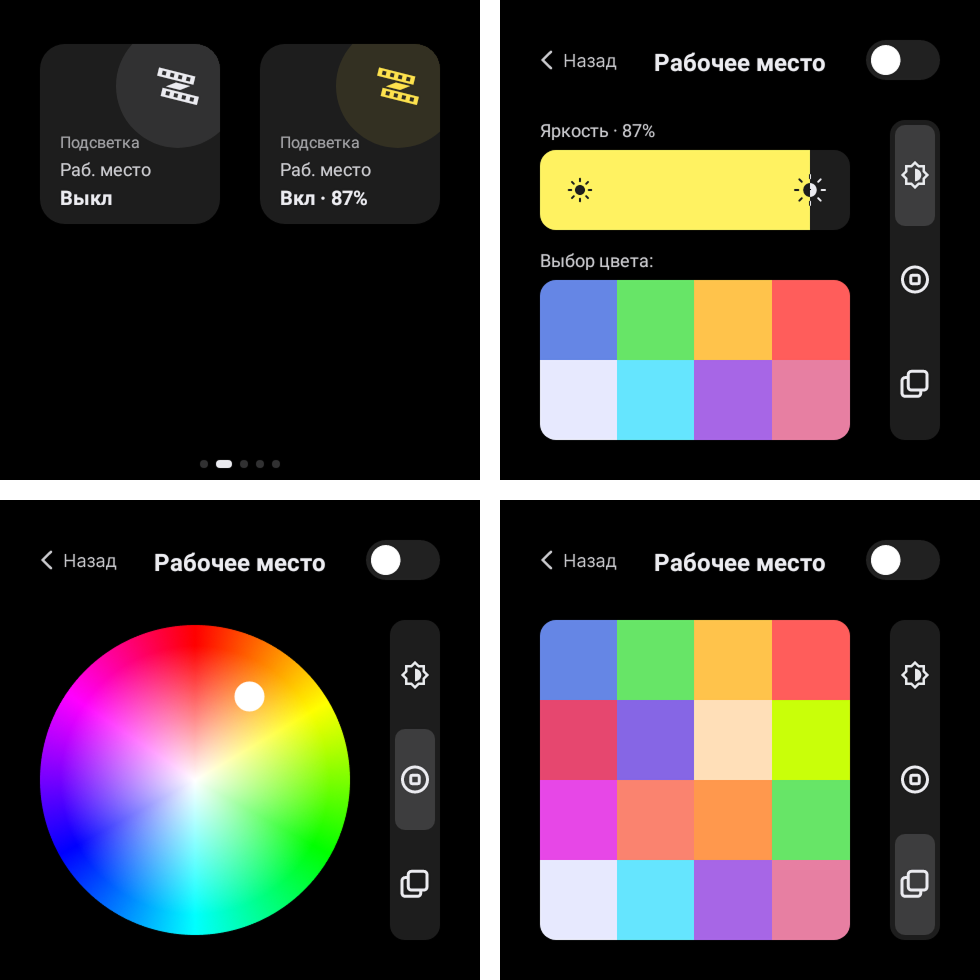 Подсветка
Раб. место
Выкл
Подсветка
Раб. место
Вкл · 87%
Назад
Рабочее место
Яркость · 87%
Выбор цвета:
Назад
Рабочее место
Назад
Рабочее место